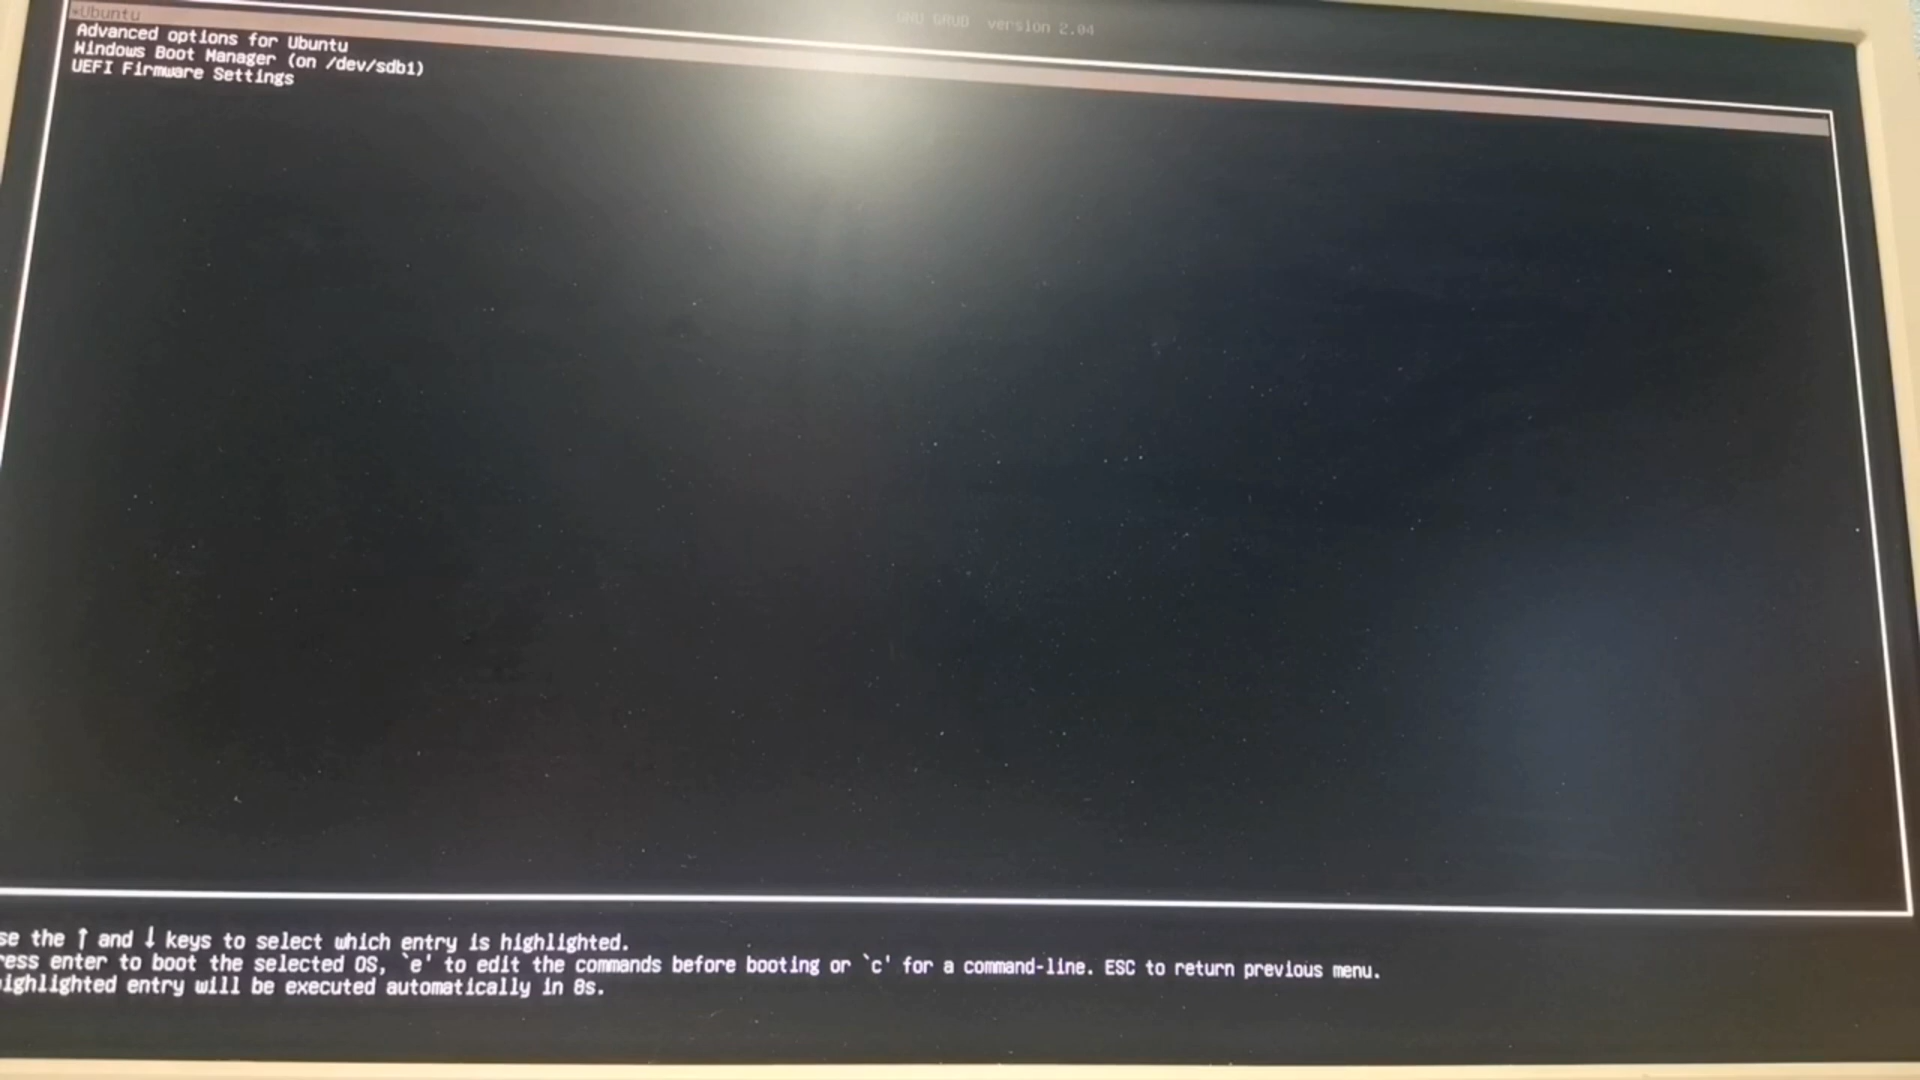 GNU GRUB version 2.04
*Ubuntu
Advanced options for Ubuntu
Windows Boot Manager (on /dev/sdb1)
UEFI Firmware Settings
se the ↑ and ↓ keys to select which entry is highlighted.
ress enter to boot the selected OS, `e' to edit the commands before booting or `c' for a command-line. ESC to return previous menu.
ighlighted entry will be executed automatically in 8s.